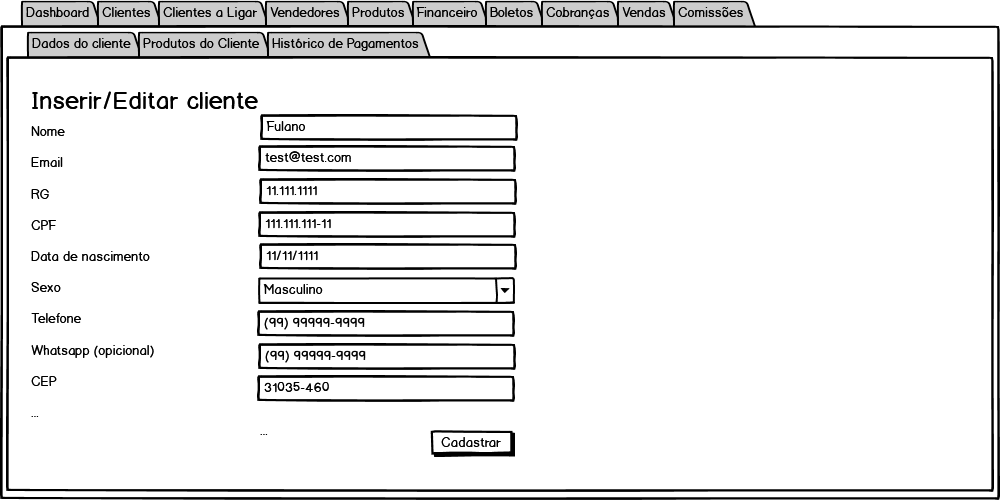 Dashboard Clientes Clientes a Ligar Vendedores Produtos Financeiro Boletos Cobranças Vendas Comissões
Dados do cliente Produtos do Cliente Histórico de Pagamentos
Inserir/Editar cliente
Nome Fulano
Email test@test.com
RG 11.111.1111
CPF 111.111.111-11
Data de nascimento 11/11/1111
Sexo Masculino
Telefone (99) 99999-9999
Whatsapp (opicional) (99) 99999-9999
CEP 31035-460
...
...
Cadastrar